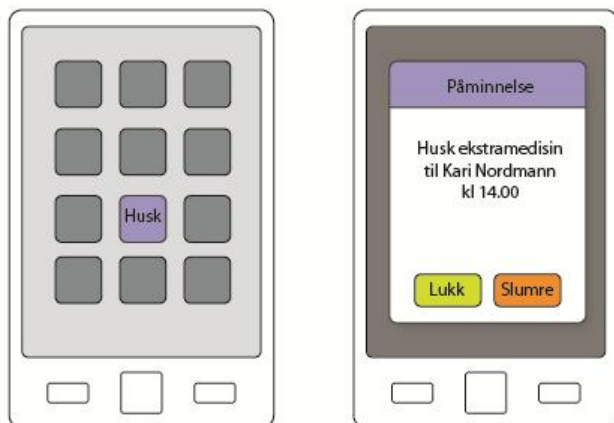 Husk
Påminnelse
Husk ekstramedisin
til Kari Nordmann
kl 14.00
Lukk
Slumre